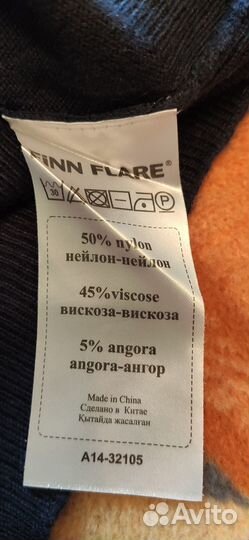 FiNN FLARE®
30
P
50% nylon
нейлон-нейлон
45%viscose
вискоза-вискоза
5% angora
angora-ангор
Made in China
Сделано в Китае
Қытайда жасалған
A14-32105
Avito